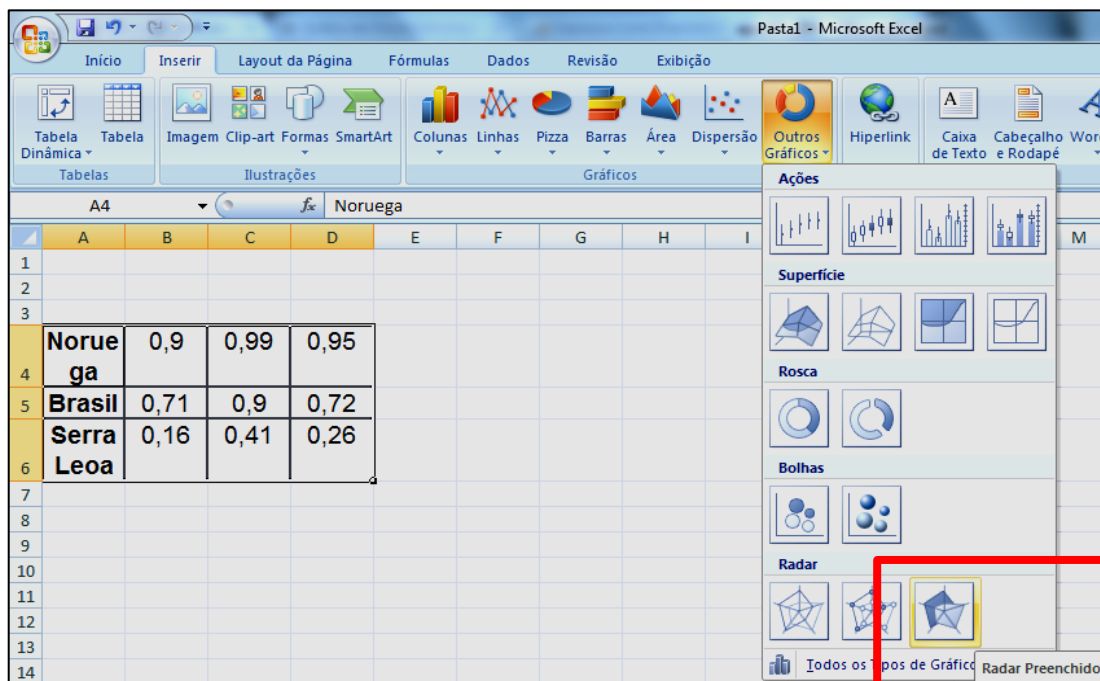 Pasta1 - Microsoft Excel
Início Inserir Layout da Página Fórmulas Dados Revisão Exibição
Tabela Dinâmica Tabela Imagem Clip-art Formas SmartArt Colunas Linhas Pizza Barras Área Dispersão Outros Gráficos Hiperlink Caixa de Texto Cabeçalho e Rodapé
Tabelas Ilustrações Gráficos
A4 fx Noruega
A B C D E F G H I M
1
2
3
4 Norue
ga 0,9 0,99 0,95
5 Brasil 0,71 0,9 0,72
6 Serra
Leoa 0,16 0,41 0,26
7
8
9
10
11
12
13
14
Ações
Superfície
Rosca
Bolhas
Radar
Todos os Tipos de Gráfic
Radar Preenchido